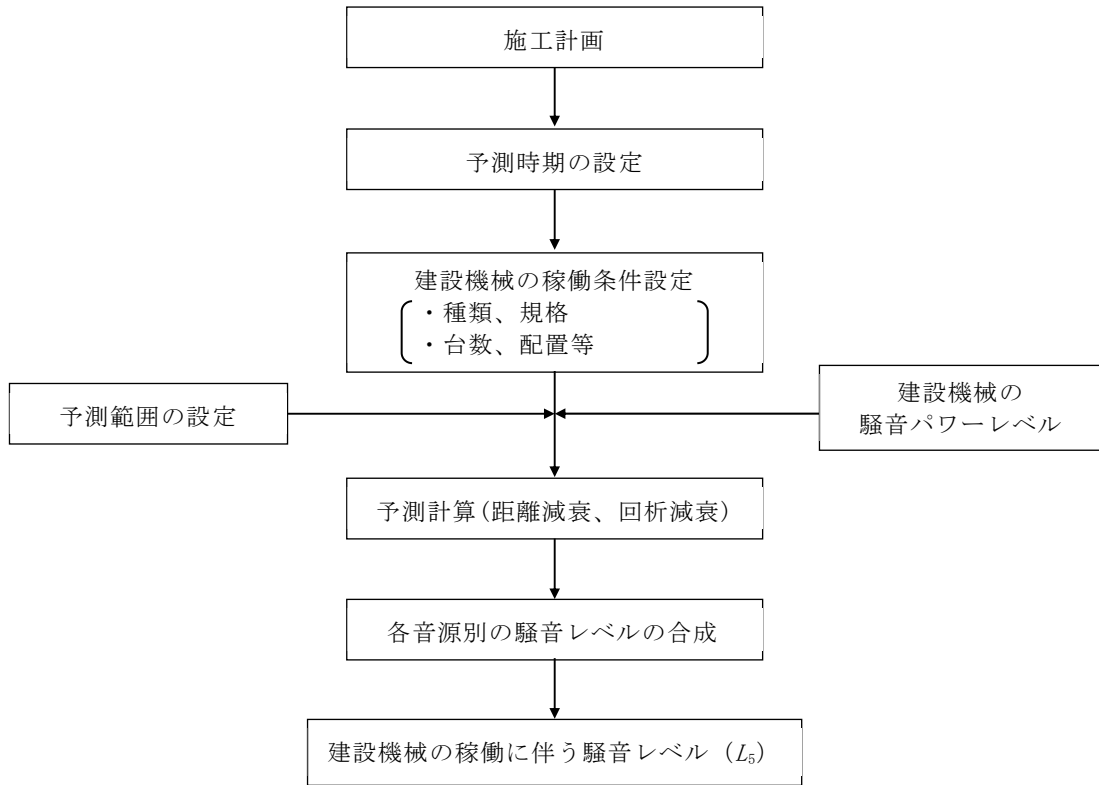 施工計画
予測時期の設定
建設機械の稼働条件設定
・種類、規格
・台数、配置等
予測範囲の設定
建設機械の
騒音パワーレベル
予測計算(距離減衰、回析減衰)
各音源別の騒音レベルの合成
建設機械の稼働に伴う騒音レベル（L5）